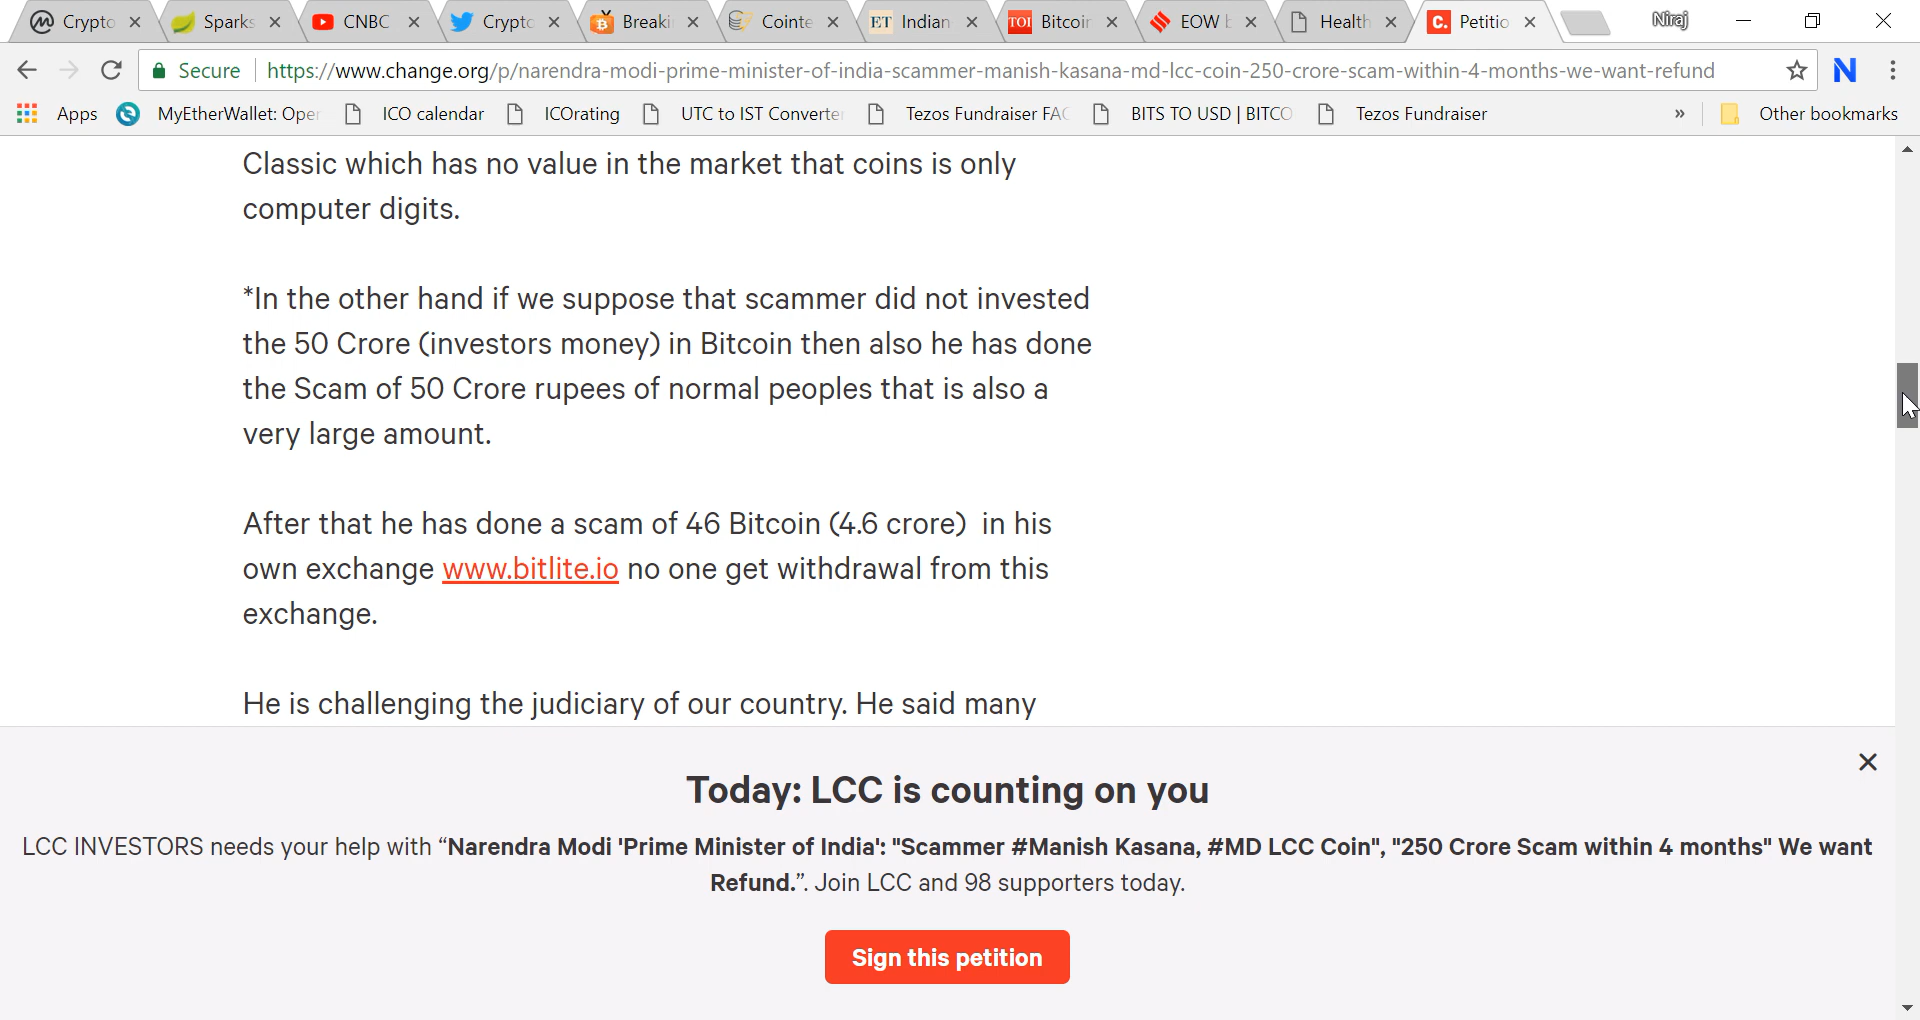 Crypto Sparks CNBC Crypto Breaki Cointe ET Indian TOI Bitcoin EOW b Health C. Petitio Niraj
Secure https://www.change.org/p/narendra-modi-prime-minister-of-india-scammer-manish-kasana-md-lcc-coin-250-crore-scam-within-4-months-we-want-refund N
Apps MyEtherWallet: Oper ICO calendar ICOrating UTC to IST Converte Tezos Fundraiser FAC BITS TO USD | BITCO Tezos Fundraiser » Other bookmarks
Classic which has no value in the market that coins is only
computer digits.
*In the other hand if we suppose that scammer did not invested
the 50 Crore (investors money) in Bitcoin then also he has done
the Scam of 50 Crore rupees of normal peoples that is also a
very large amount.
After that he has done a scam of 46 Bitcoin (4.6 crore) in his
own exchange www.bitlite.io no one get withdrawal from this
exchange.
He is challenging the judiciary of our country. He said many
Today: LCC is counting on you
LCC INVESTORS needs your help with “Narendra Modi 'Prime Minister of India': "Scammer #Manish Kasana, #MD LCC Coin", "250 Crore Scam within 4 months" We want
Refund.”. Join LCC and 98 supporters today.
Sign this petition